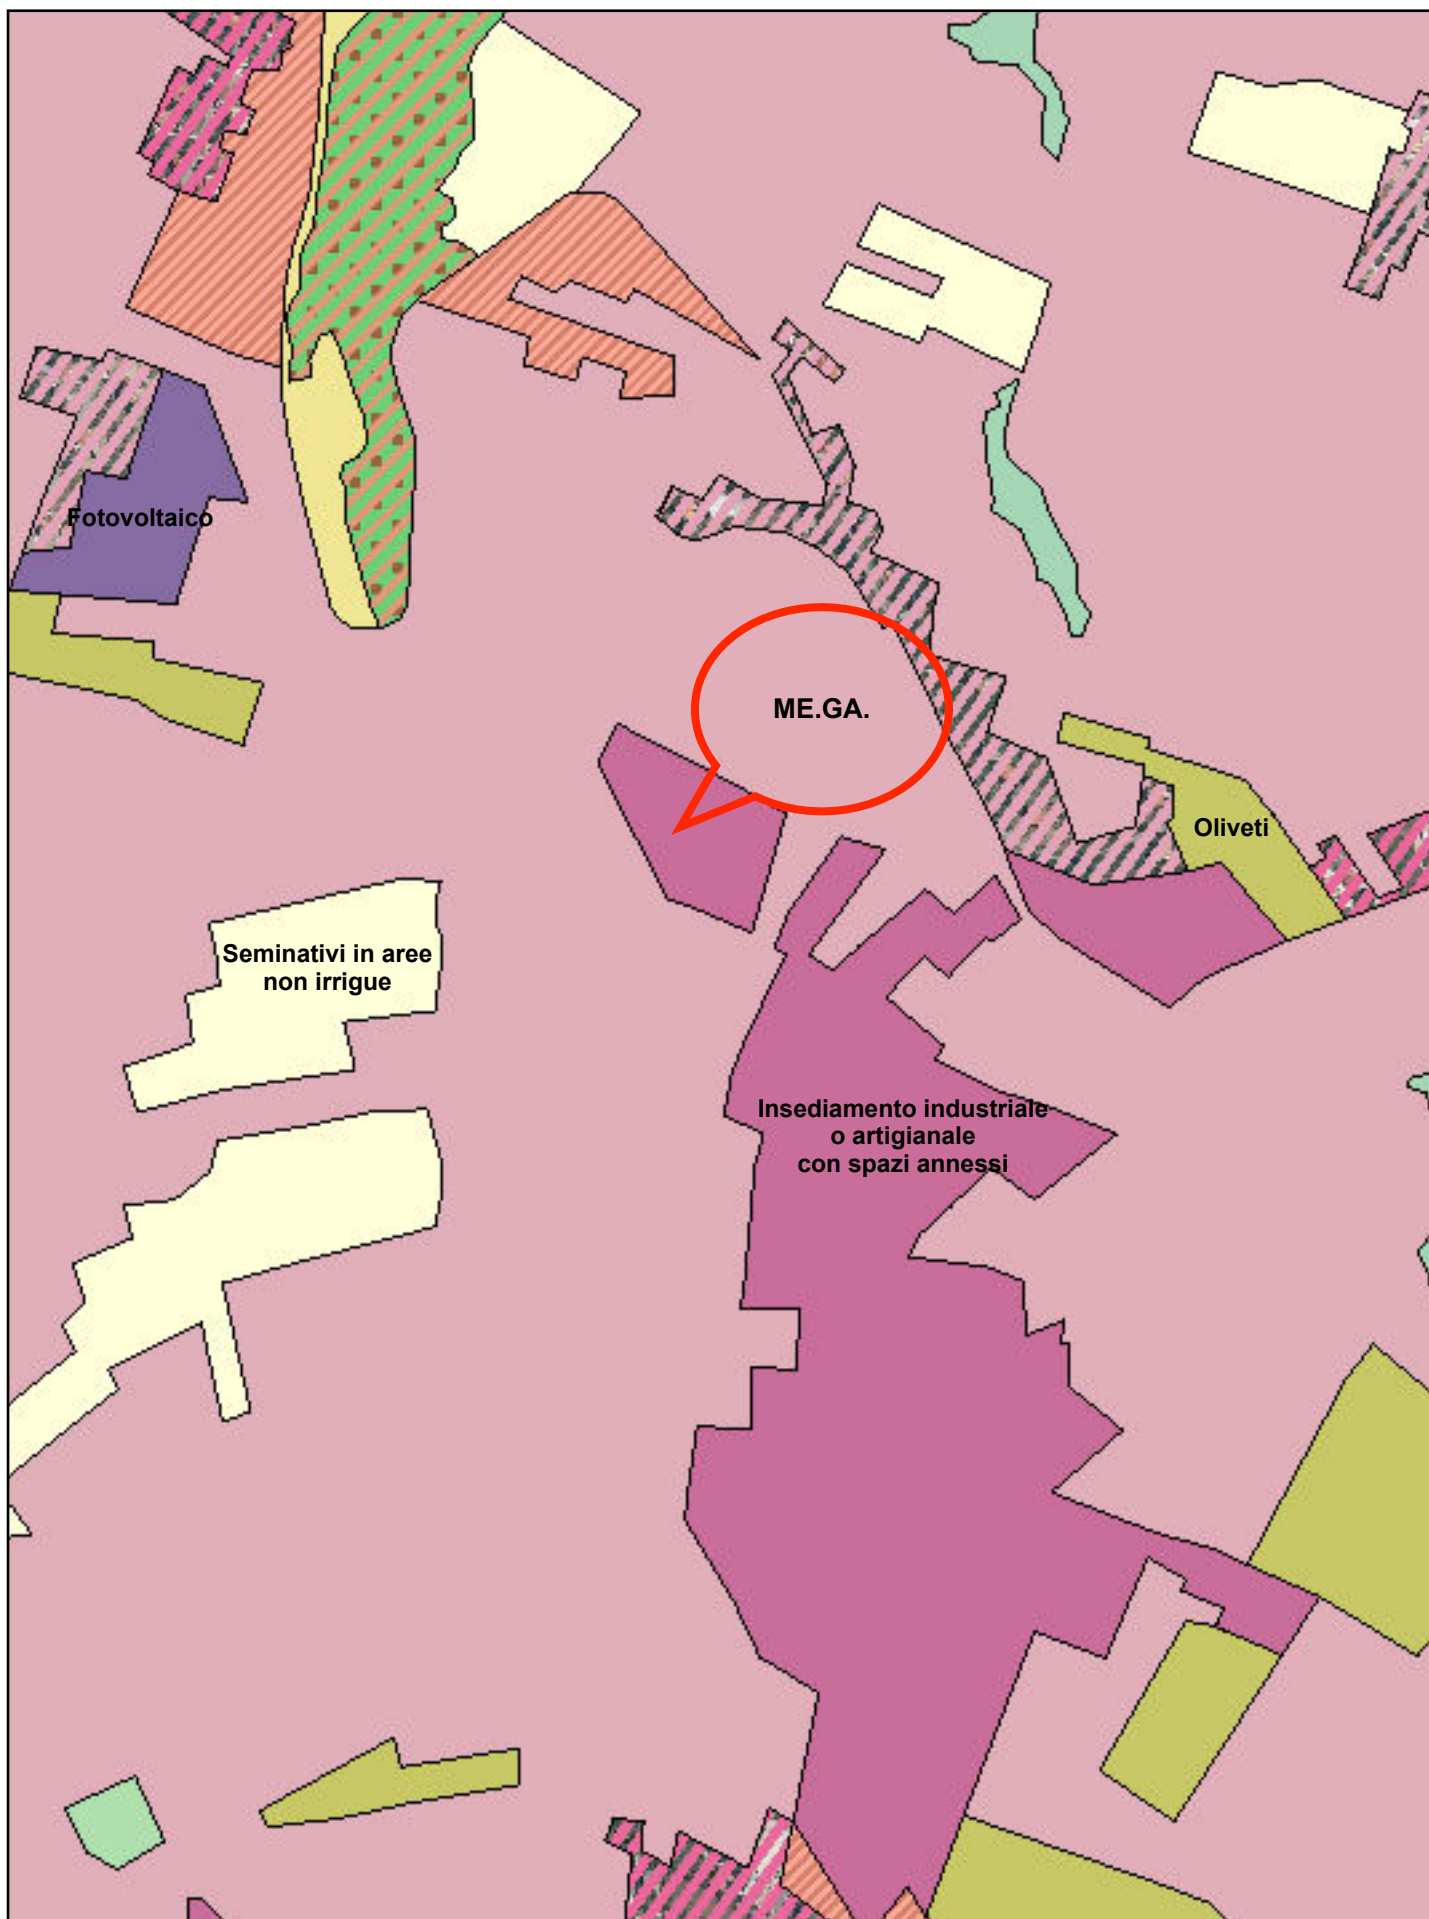 Fotovoltaico
ME.GA.
Oliveti
Seminativi in aree
non irrigue
Insediamento industriale
o artigianale
con spazi annessi